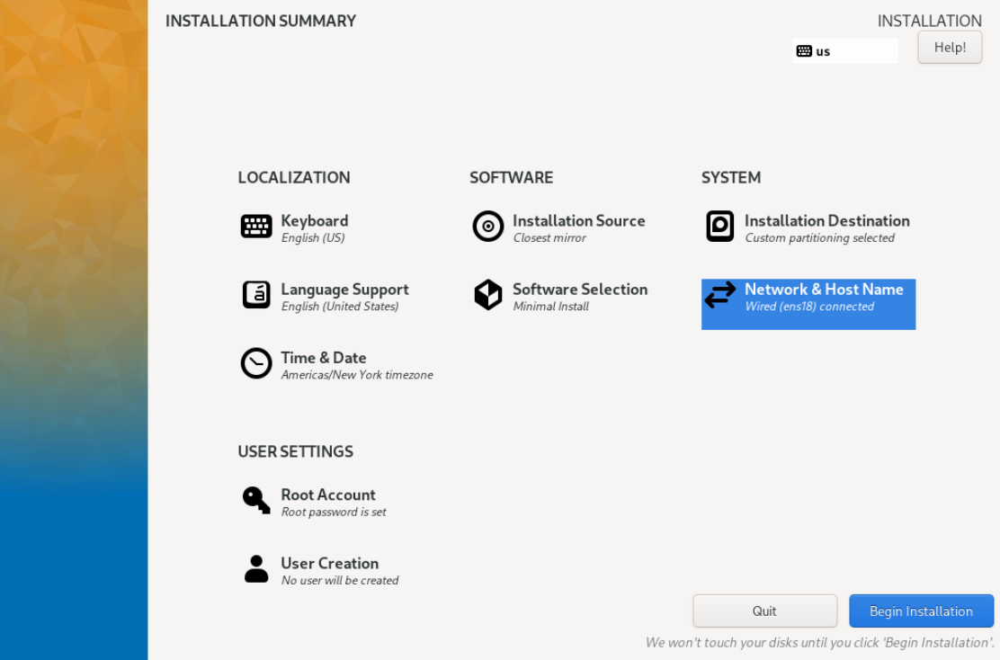 INSTALLATION SUMMARY
INSTALLATION
us
Help!
LOCALIZATION
Keyboard
English (US)
Language Support
English (United States)
Time & Date
Americas/New York timezone
SOFTWARE
Installation Source
Closest mirror
Software Selection
Minimal Install
SYSTEM
Installation Destination
Custom partitioning selected
Network & Host Name
Wired (ens18) connected
USER SETTINGS
Root Account
Root password is set
User Creation
No user will be created
Quit
Begin Installation
We won't touch your disks until you click 'Begin Installation'.